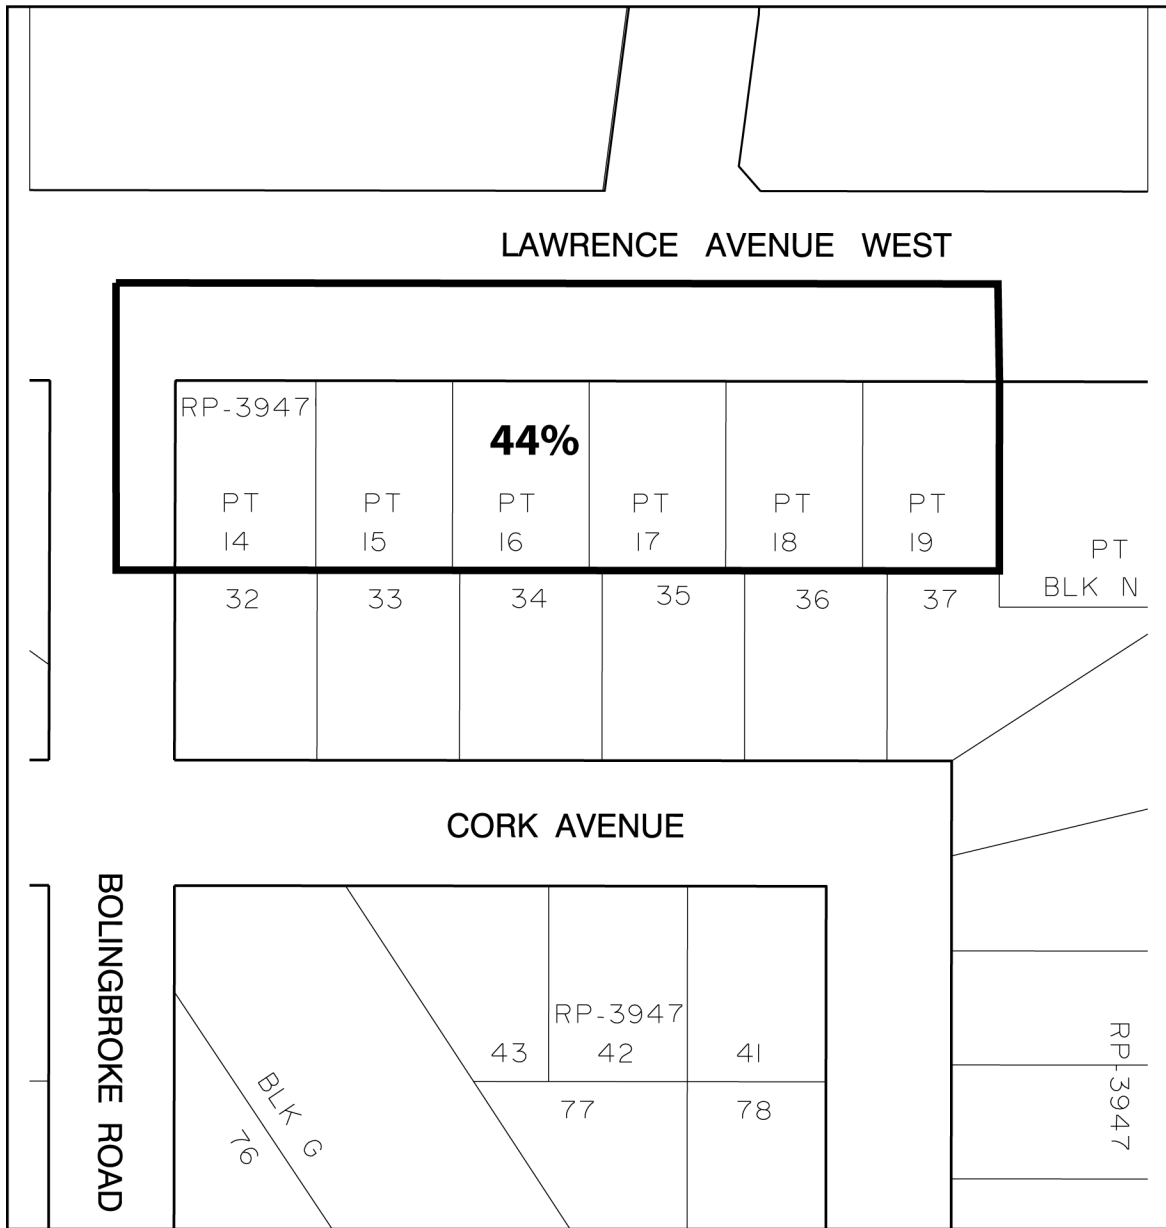 LAWRENCE AVENUE WEST
RP-3947
44%
PT
14
PT
15
PT
16
PT
17
PT
18
PT
19
PT
BLK N
32
33
34
35
36
37
CORK AVENUE
BOLINGBROKE ROAD
RP-3947
43
42
41
77
78
BLK G
76
RP-3947